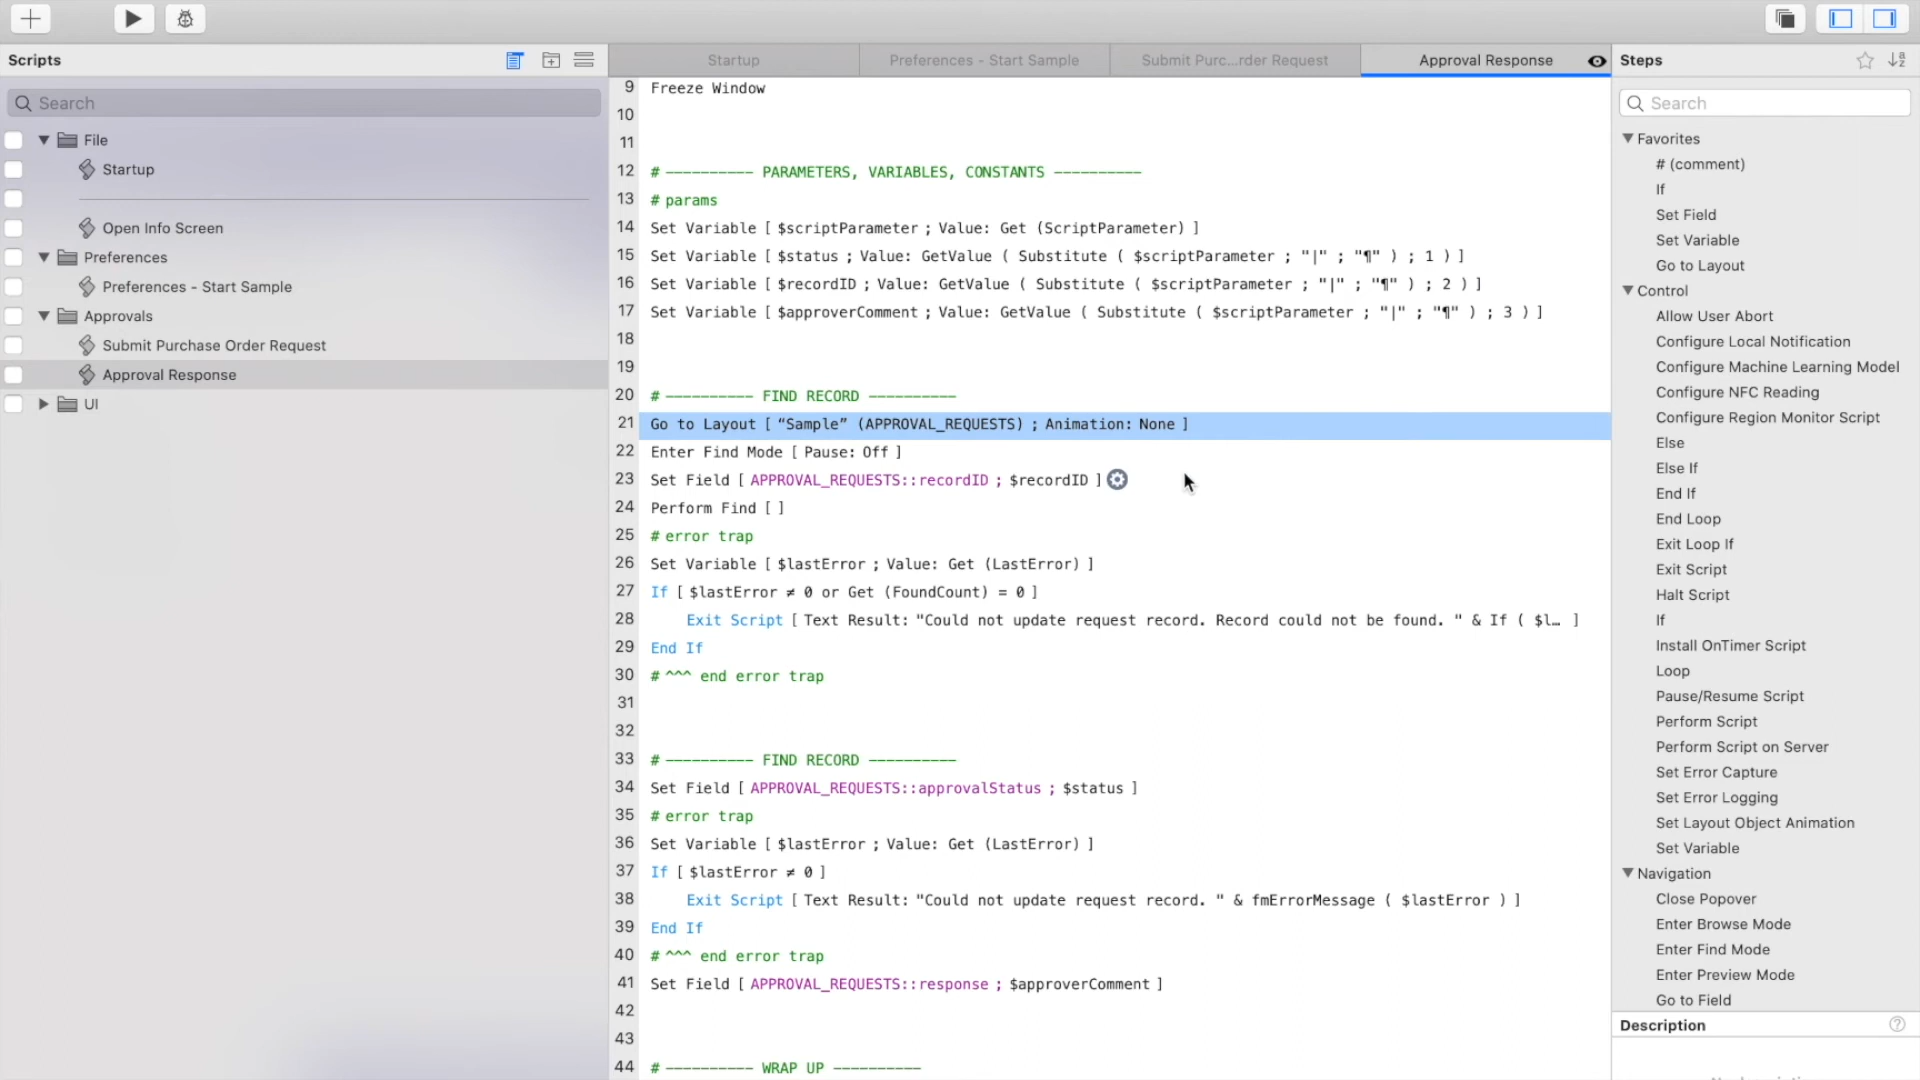 Scripts
Search
File
Startup
Open Info Screen
Preferences
Preferences - Start Sample
Approvals
Submit Purchase Order Request
Approval Response
UI
Startup
Preferences - Start Sample
Submit Purc...rder Request
Approval Response
9 Freeze Window
10
11
12 # ---------- PARAMETERS, VARIABLES, CONSTANTS ----------
13 # params
14 Set Variable [ $scriptParameter ; Value: Get (ScriptParameter) ]
15 Set Variable [ $status ; Value: GetValue ( Substitute ( $scriptParameter ; "|" ; "¶" ) ; 1 ) ]
16 Set Variable [ $recordID ; Value: GetValue ( Substitute ( $scriptParameter ; "|" ; "¶" ) ; 2 ) ]
17 Set Variable [ $approverComment ; Value: GetValue ( Substitute ( $scriptParameter ; "|" ; "¶" ) ; 3 ) ]
18
19
20 # ---------- FIND RECORD ----------
21 Go to Layout [ “Sample” (APPROVAL_REQUESTS) ; Animation: None ]
22 Enter Find Mode [ Pause: Off ]
23 Set Field [ APPROVAL_REQUESTS::recordID ; $recordID ]
24 Perform Find [ ]
25 # error trap
26 Set Variable [ $lastError ; Value: Get (LastError) ]
27 If [ $lastError ≠ 0 or Get (FoundCount) = 0 ]
28 Exit Script [ Text Result: "Could not update request record. Record could not be found. " & If ( $l… ]
29 End If
30 # ^^^ end error trap
31
32
33 # ---------- FIND RECORD ----------
34 Set Field [ APPROVAL_REQUESTS::approvalStatus ; $status ]
35 # error trap
36 Set Variable [ $lastError ; Value: Get (LastError) ]
37 If [ $lastError ≠ 0 ]
38 Exit Script [ Text Result: "Could not update request record. " & fmErrorMessage ( $lastError ) ]
39 End If
40 # ^^^ end error trap
41 Set Field [ APPROVAL_REQUESTS::response ; $approverComment ]
42
43
44 # ---------- WRAP UP ----------
Steps
Search
Favorites
# (comment)
If
Set Field
Set Variable
Go to Layout
Control
Allow User Abort
Configure Local Notification
Configure Machine Learning Model
Configure NFC Reading
Configure Region Monitor Script
Else
Else If
End If
End Loop
Exit Loop If
Exit Script
Halt Script
If
Install OnTimer Script
Loop
Pause/Resume Script
Perform Script
Perform Script on Server
Set Error Capture
Set Error Logging
Set Layout Object Animation
Set Variable
Navigation
Close Popover
Enter Browse Mode
Enter Find Mode
Enter Preview Mode
Go to Field
Description